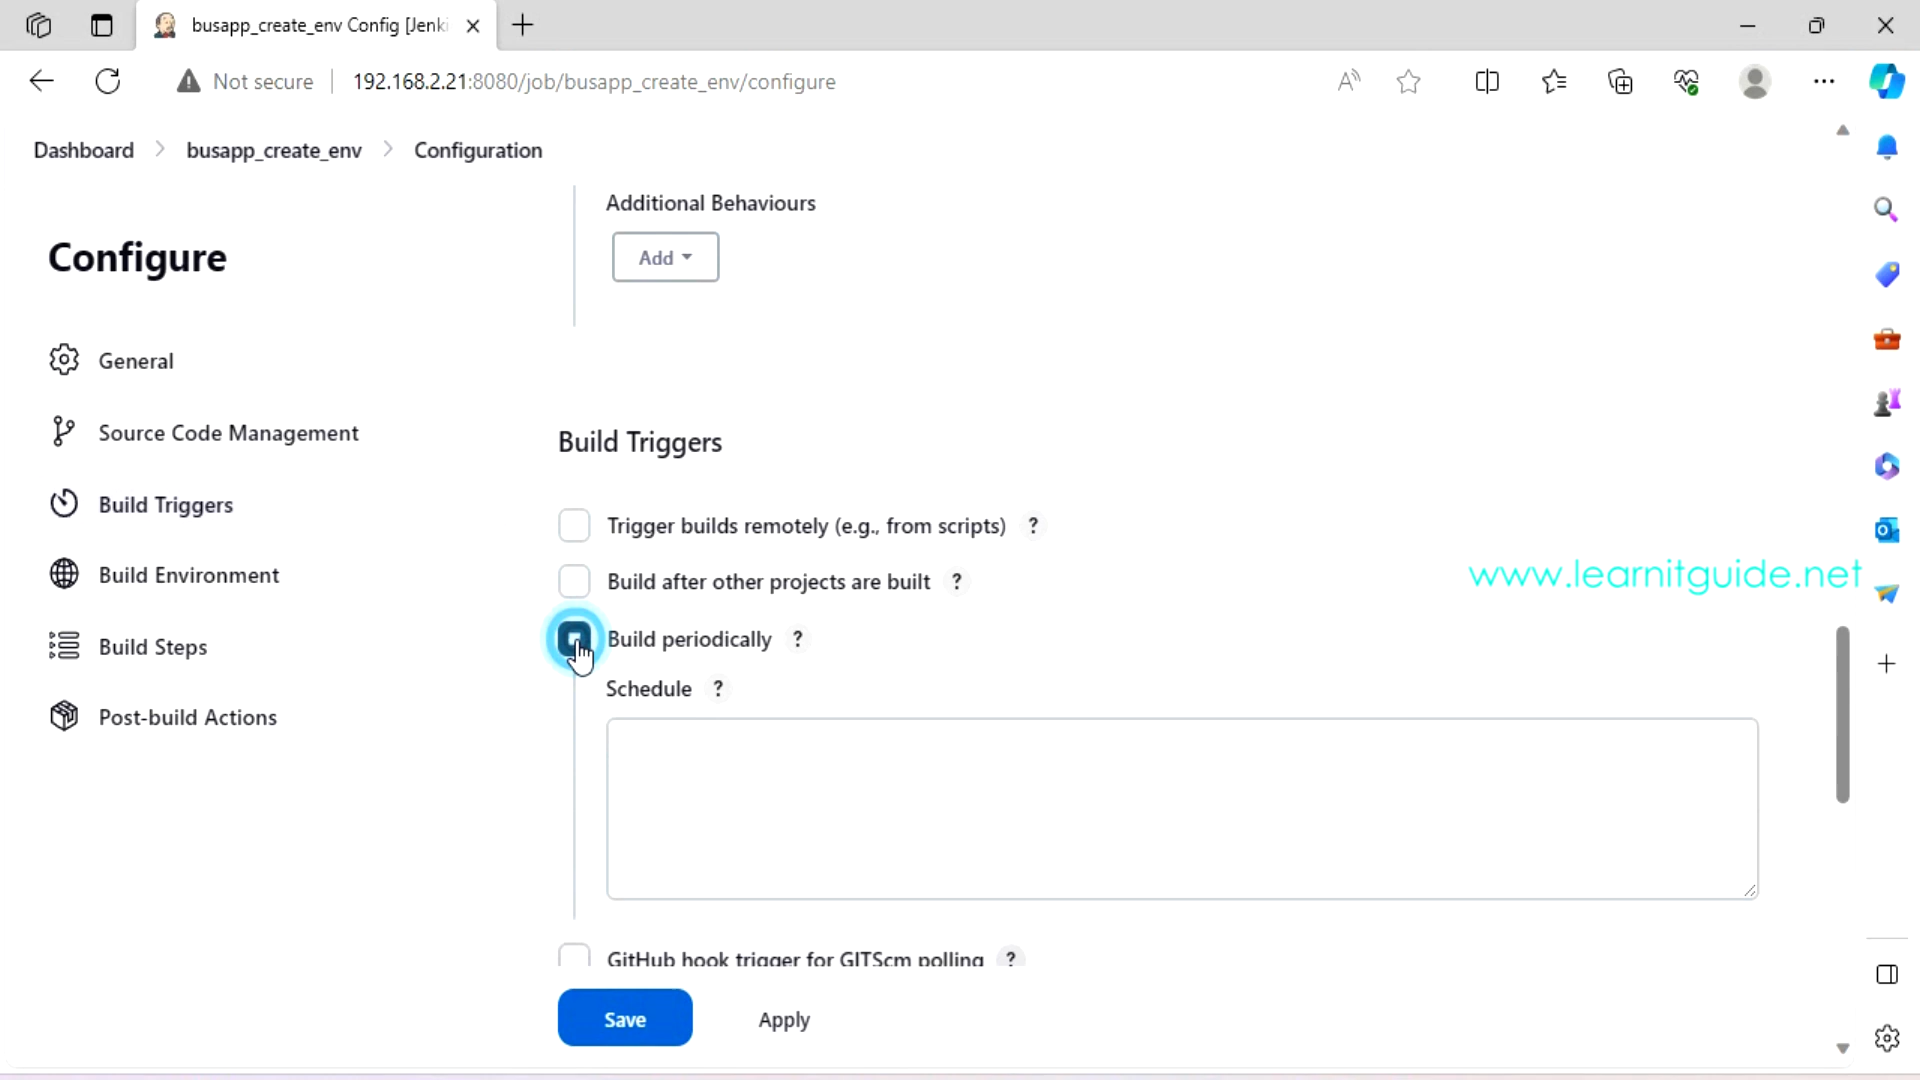 busapp_create_env Config [Jenki
Not secure
192.168.2.21:8080/job/busapp_create_env/configure
Dashboard
busapp_create_env
Configuration
Additional Behaviours
Add
Configure
General
Source Code Management
Build Triggers
Build Environment
Build Steps
Post-build Actions
Build Triggers
Trigger builds remotely (e.g., from scripts) ?
Build after other projects are built ?
www.learnitguide.net
Build periodically ?
Schedule ?
GitHub hook trigger for GITScm polling ?
Save
Apply